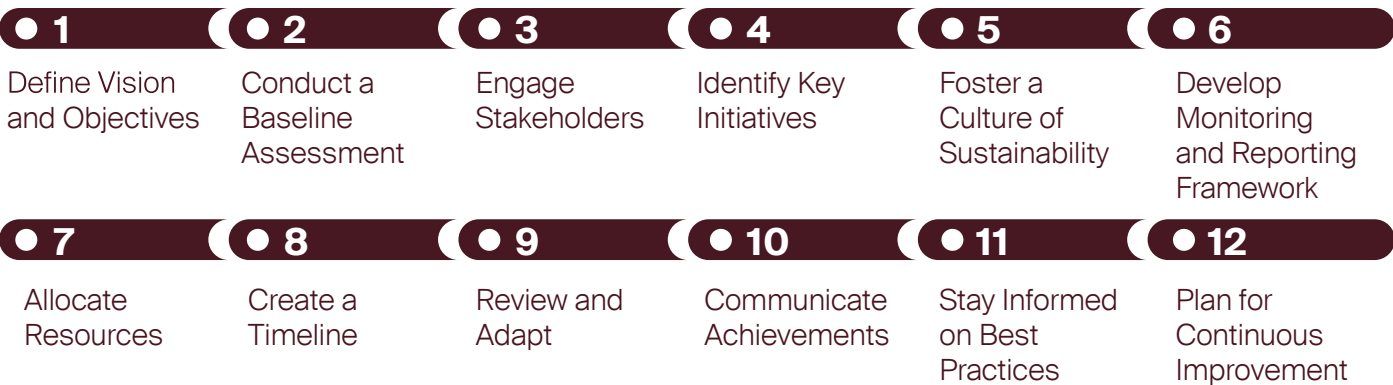 1
Define Vision
and Objectives
2
Conduct a
Baseline
Assessment
3
Engage
Stakeholders
4
Identify Key
Initiatives
5
Foster a
Culture of
Sustainability
6
Develop
Monitoring
and Reporting
Framework
7
Allocate
Resources
8
Create a
Timeline
9
Review and
Adapt
10
Communicate
Achievements
11
Stay Informed
on Best
Practices
12
Plan for
Continuous
Improvement